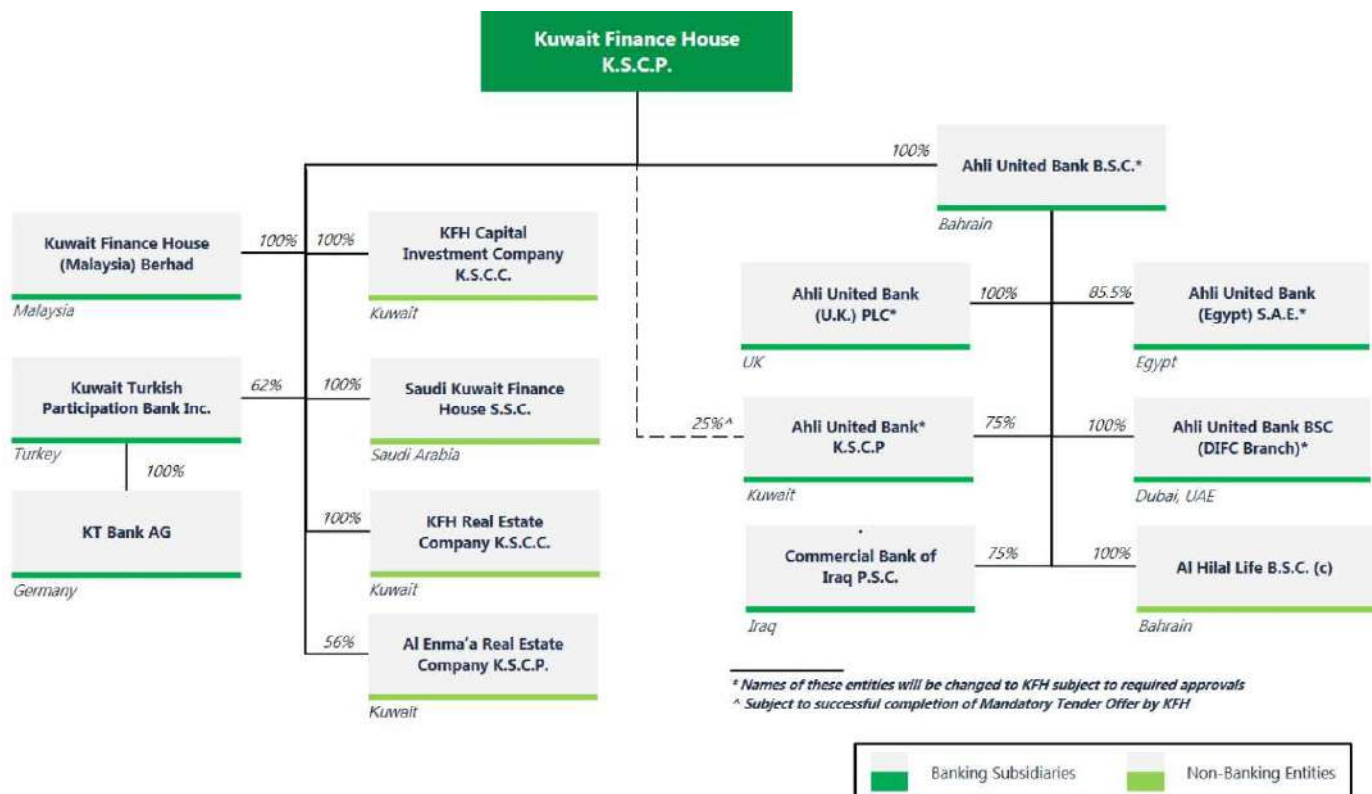 Kuwait Finance House
K.S.C.P.
100%
Ahli United Bank B.S.C.*
Bahrain
Kuwait Finance House
(Malaysia) Berhad
Malaysia
100%
100%
KFH Capital
Investment Company
K.S.C.C.
Kuwait
Ahli United Bank
(U.K.) PLC*
UK
100%
85.5%
Ahli United Bank
(Egypt) S.A.E.*
Egypt
Kuwait Turkish
Participation Bank Inc.
Turkey
62%
100%
Saudi Kuwait Finance
House S.S.C.
Saudi Arabia
25%^
Ahli United Bank*
K.S.C.P
Kuwait
75%
100%
Ahli United Bank BSC
(DIFC Branch)*
Dubai, UAE
100%
KT Bank AG
Germany
100%
KFH Real Estate
Company K.S.C.C.
Kuwait
Commercial Bank of
Iraq P.S.C.
Iraq
75%
100%
Al Hilal Life B.S.C. (c)
Bahrain
56%
Al Enma'a Real Estate
Company K.S.C.P.
Kuwait
* Names of these entities will be changed to KFH subject to required approvals
^ Subject to successful completion of Mandatory Tender Offer by KFH
Banking Subsidiaries
Non-Banking Entities